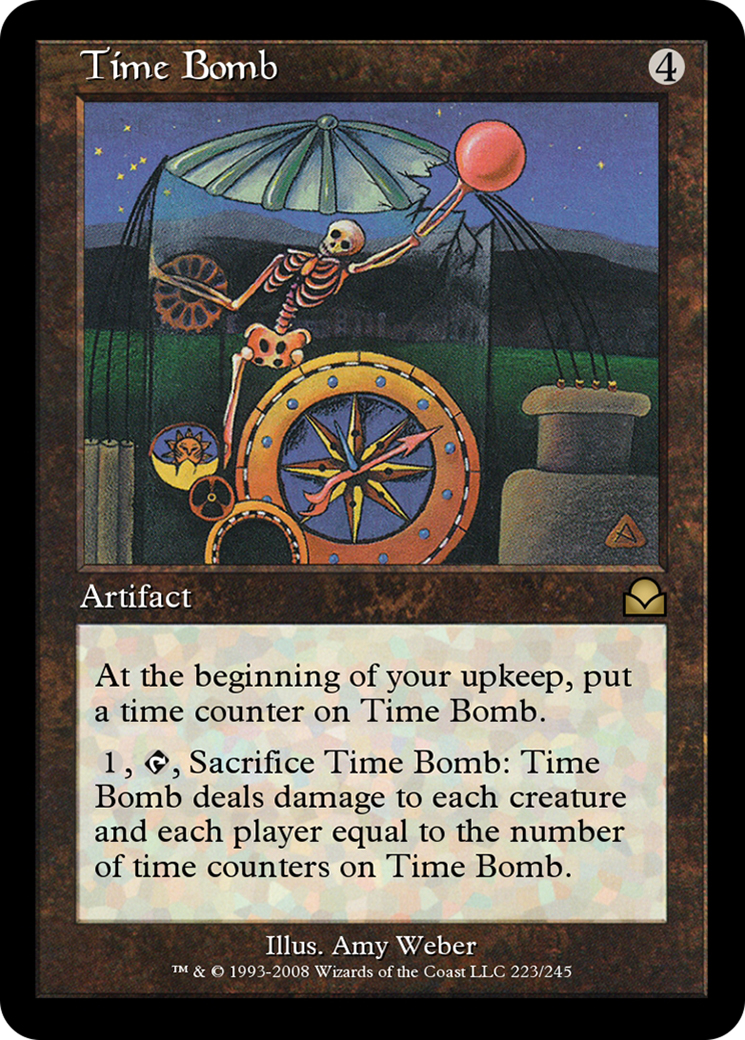 Time Bomb
4
Artifact
At the beginning of your upkeep, put
a time counter on Time Bomb.
1, , Sacrifice Time Bomb: Time
Bomb deals damage to each creature
and each player equal to the number
of time counters on Time Bomb.
Illus. Amy Weber
™ & © 1993-2008 Wizards of the Coast LLC 223/245